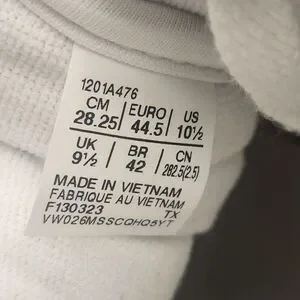 1201A476
CM EURO US
28.25 44.5 10½
UK BR CN
9½ 42 282.5(2.5)
MADE IN VIETNAM
FABRIQUE AU VIETNAM
F130323 TX
VW026MSSCQHQ5YT